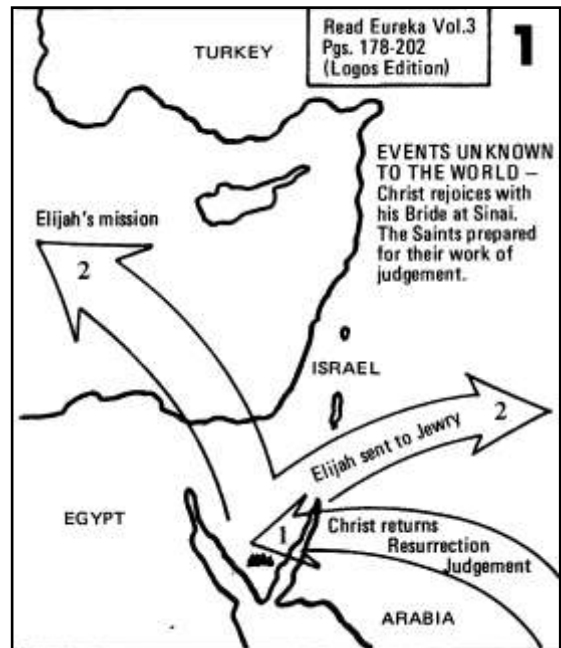 Read Eureka Vol.3
Pgs. 178-202
(Logos Edition)
1
TURKEY
EVENTS UNKNOWN
TO THE WORLD –
Christ rejoices with
his Bride at Sinai.
The Saints prepared
for their work of
judgement.
Elijah's mission
2
ISRAEL
2
Elijah sent to Jewry
EGYPT
1
Christ returns
Resurrection
Judgement
ARABIA